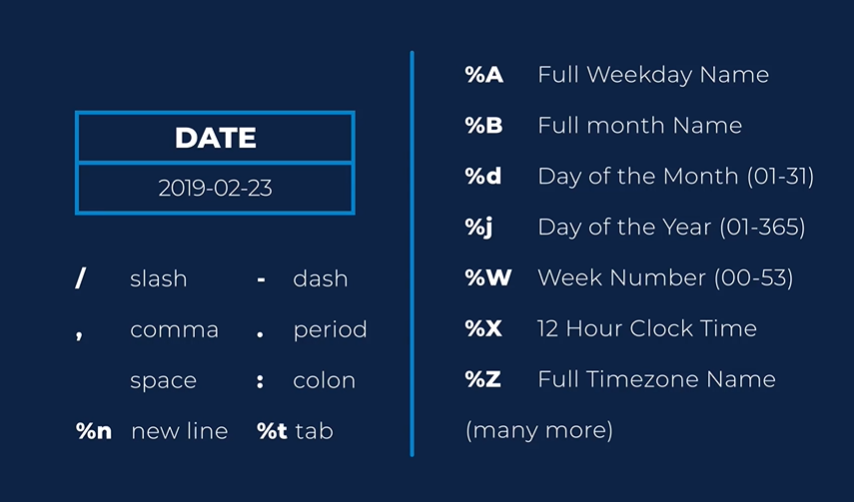 DATE
2019-02-23
/ slash - dash
, comma . period
space : colon
%n new line %t tab
%A Full Weekday Name
%B Full month Name
%d Day of the Month (01-31)
%j Day of the Year (01-365)
%W Week Number (00-53)
%X 12 Hour Clock Time
%Z Full Timezone Name
(many more)